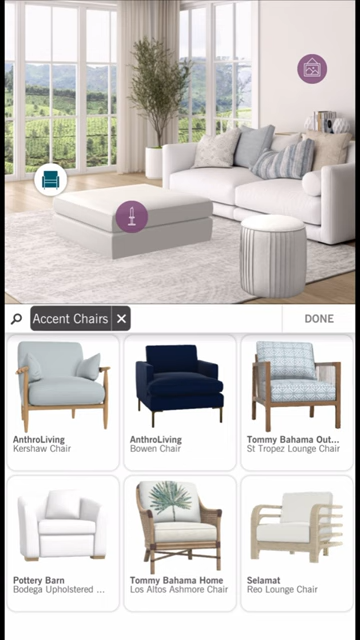 Accent Chairs
DONE
AnthroLiving
Kershaw Chair
AnthroLiving
Bowen Chair
Tommy Bahama Out...
St Tropez Lounge Chair
Pottery Barn
Bodega Upholstered ...
Tommy Bahama Home
Los Altos Ashmore Chair
Selamat
Reo Lounge Chair